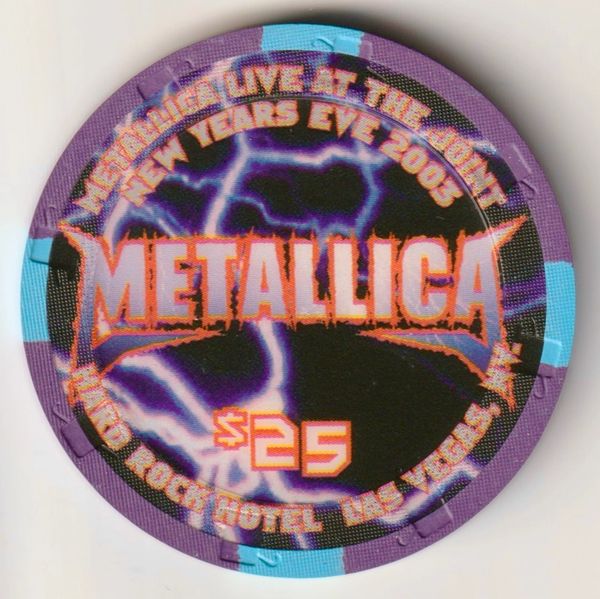 METALLICA LIVE AT THE JOINT
NEW YEARS EVE 2003
METALLICA
$25
HARD ROCK HOTEL LAS VEGAS, NV.